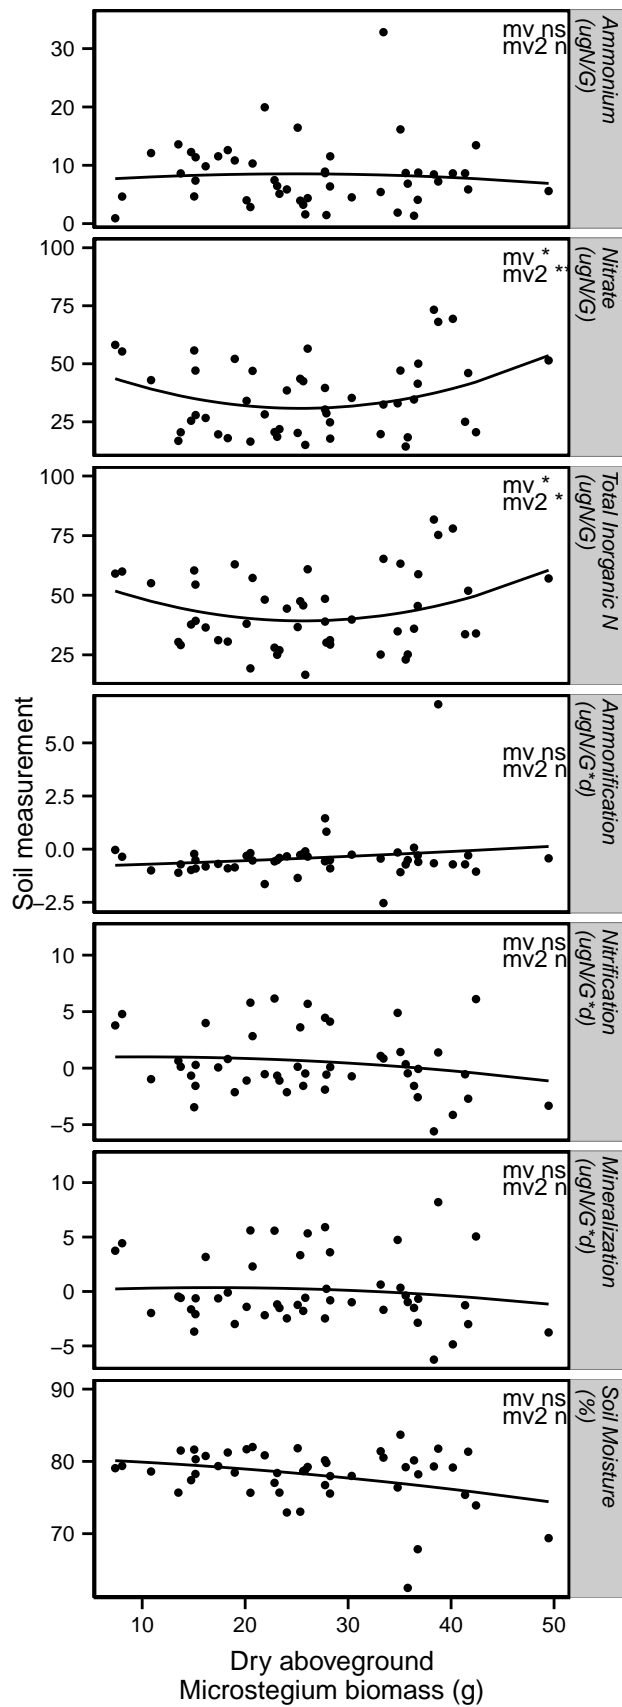 mv ns
mv2 n
Ammonium
(ugN/G)
30
20
10
0
mv *
mv2 **
Nitrate
(ugN/G)
100
75
50
25
mv *
mv2 *
Total Inorganic N
(ugN/G)
100
75
50
25
mv ns
mv2 n
Ammonification
(ugN/G*d)
5.0
2.5
0.0
−2.5
mv ns
mv2 n
Nitrification
(ugN/G*d)
10
5
0
−5
mv ns
mv2 n
Mineralization
(ugN/G*d)
10
5
0
−5
mv ns
mv2 n
Soil Moisture
(%)
90
80
70
Soil measurement
10 20 30 40 50
Dry aboveground
Microstegium biomass (g)